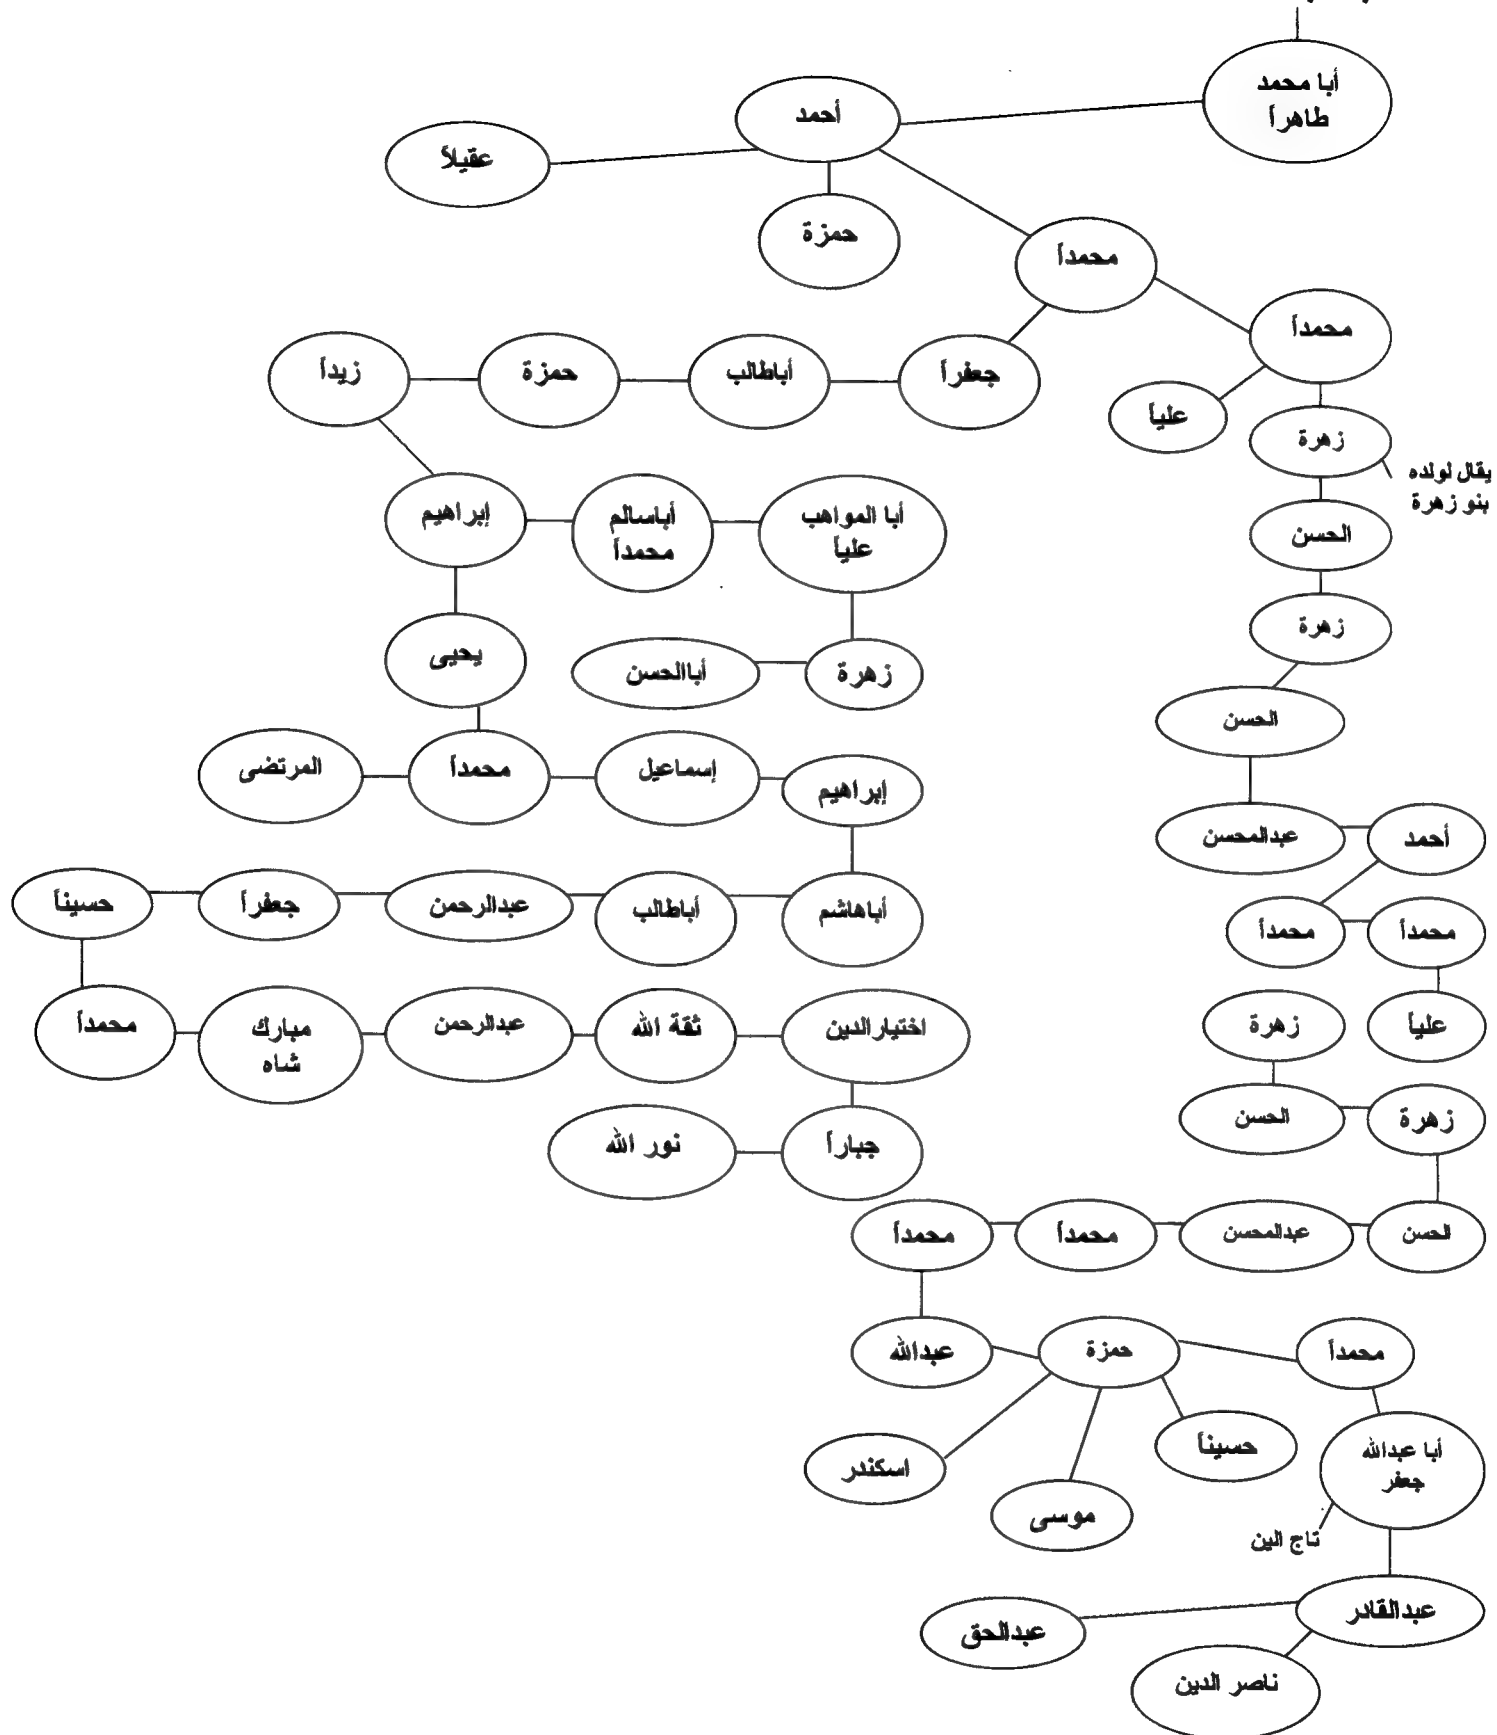 أبا محمد
طاهراً
أحمد
عقيلاً
حمزة
محمداً
محمداً
جعفراً
أباطالب
حمزة
زيداً
علياً
زهرة
يقال لولده
بنو زهرة
أبا المواهب
علياً
أباسالم
محمداً
إبراهيم
الحسن
زهرة
زهرة
أباالحسن
يحيى
الحسن
إبراهيم
إسماعيل
محمداً
المرتضى
أحمد
عبدالمحسن
أباهاشم
أباطالب
عبدالرحمن
جعفراً
حسيناً
محمداً
محمداً
علياً
زهرة
اختيارالدين
ثقة الله
عبدالرحمن
مبارك
شاه
محمداً
زهرة
الحسن
جباراً
نور الله
الحسن
عبدالمحسن
محمداً
محمداً
محمداً
حمزة
عبدالله
حسيناً
أبا عبدالله
جعفر
اسكندر
موسى
تاج الين
عبدالقادر
عبدالحق
ناصر الدين